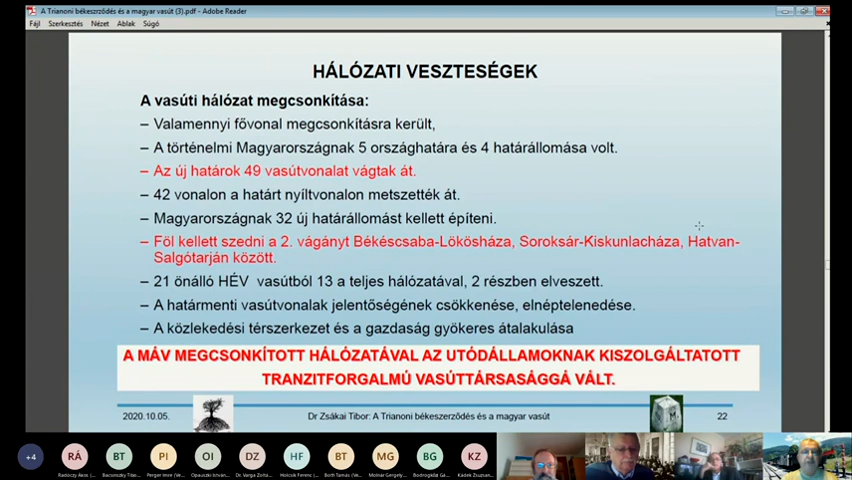 A Trianoni békeszrződés és a magyar vasút (3).pdf - Adobe Reader
Fájl Szerkesztés Nézet Ablak Súgó
HÁLÓZATI VESZTESÉGEK
A vasúti hálózat megcsonkítása:
– Valamennyi fővonal megcsonkításra került,
– A történelmi Magyarországnak 5 országhatára és 4 határállomása volt.
– Az új határok 49 vasútvonalat vágtak át.
– 42 vonalon a határt nyíltvonalon metszették át.
– Magyarországnak 32 új határállomást kellett építeni.
– Föl kellett szedni a 2. vágányt Békéscsaba-Lökösháza, Soroksár-Kiskunlacháza, Hatvan-
Salgótarján között.
– 21 önálló HÉV vasútból 13 a teljes hálózatával, 2 részben elveszett.
– A határmenti vasútvonalak jelentőségének csökkenése, elnéptelenedése.
– A közlekedési térszerkezet és a gazdaság gyökeres átalakulása
A MÁV MEGCSONKÍTOTT HÁLÓZATÁVAL AZ UTÓDÁLLAMOKNAK KISZOLGÁLTATOTT
TRANZITFORGALMÚ VASÚTTÁRSASÁGGÁ VÁLT.
2020.10.05. Dr Zsákai Tibor: A Trianoni békeszerződés és a magyar vasút 22
+4 RÁ BT PI OI DZ HF BT MG BG KZ